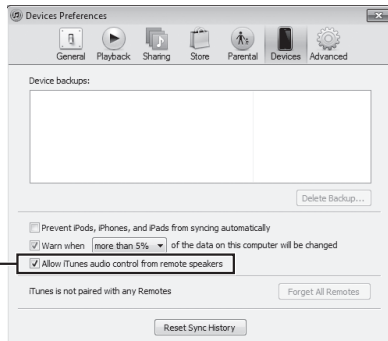 Devices Preferences
General Playback Sharing Store Parental Devices Advanced
Device backups:
Delete Backup...
Prevent iPods, iPhones, and iPads from syncing automatically
Warn when more than 5% of the data on this computer will be changed
Allow iTunes audio control from remote speakers
iTunes is not paired with any Remotes Forget All Remotes
Reset Sync History